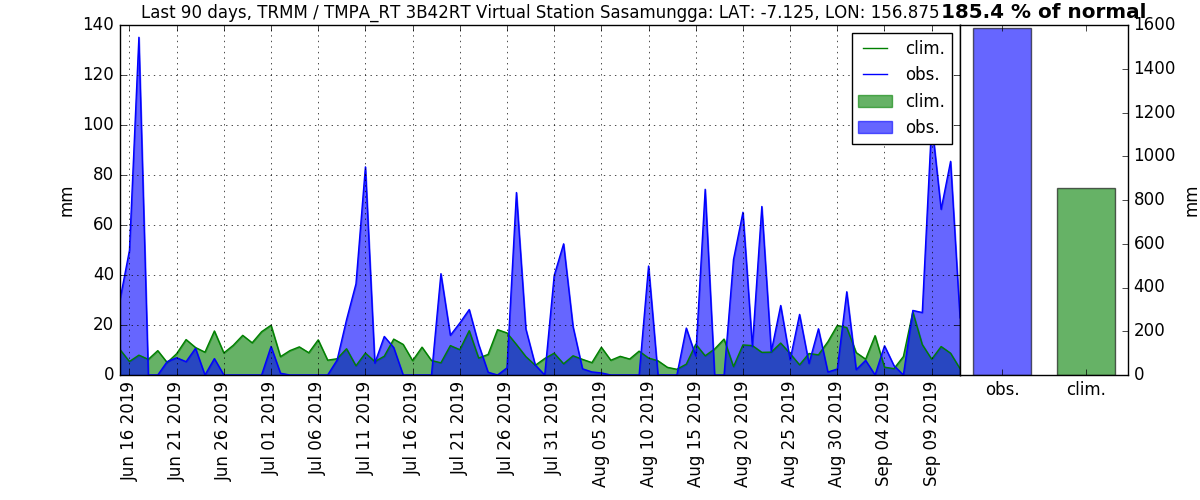 Last 90 days, TRMM / TMPA_RT 3B42RT Virtual Station Sasamungga: LAT: -7.125, LON: 156.875 185.4 % of normal
mm
140
120
100
80
60
40
20
0
clim.
obs.
clim.
obs.
1600
1400
1200
1000
800
600
400
200
0
mm
Jun 16 2019
Jun 21 2019
Jun 26 2019
Jul 01 2019
Jul 06 2019
Jul 11 2019
Jul 16 2019
Jul 21 2019
Jul 26 2019
Jul 31 2019
Aug 05 2019
Aug 10 2019
Aug 15 2019
Aug 20 2019
Aug 25 2019
Aug 30 2019
Sep 04 2019
Sep 09 2019
obs.
clim.